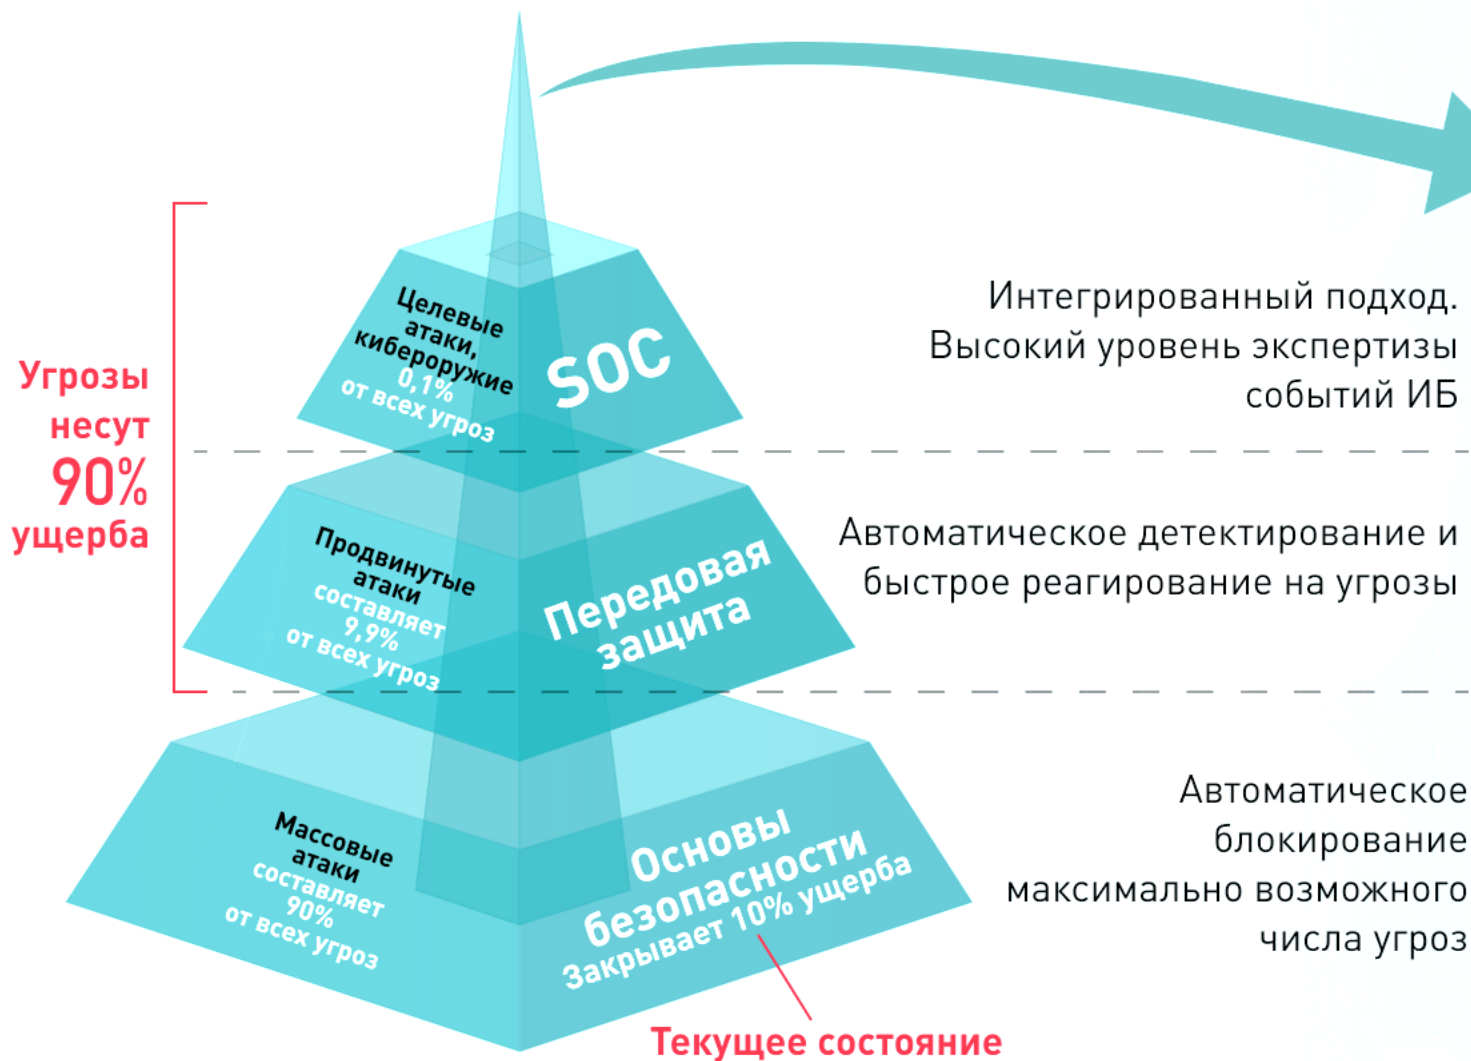 Целевые
атаки,
кибероружие
0,1%
от всех угроз
SOC
Интегрированный подход.
Высокий уровень экспертизы
событий ИБ
Угрозы
несут
90%
ущерба
Продвинутые
атаки
составляет
9,9%
от всех угроз
Передовая
защита
Автоматическое детектирование и
быстрое реагирование на угрозы
Массовые
атаки
составляет
90%
от всех угроз
Основы
безопасности
Закрывает 10% ущерба
Автоматическое
блокирование
максимально возможного
числа угроз
Текущее состояние